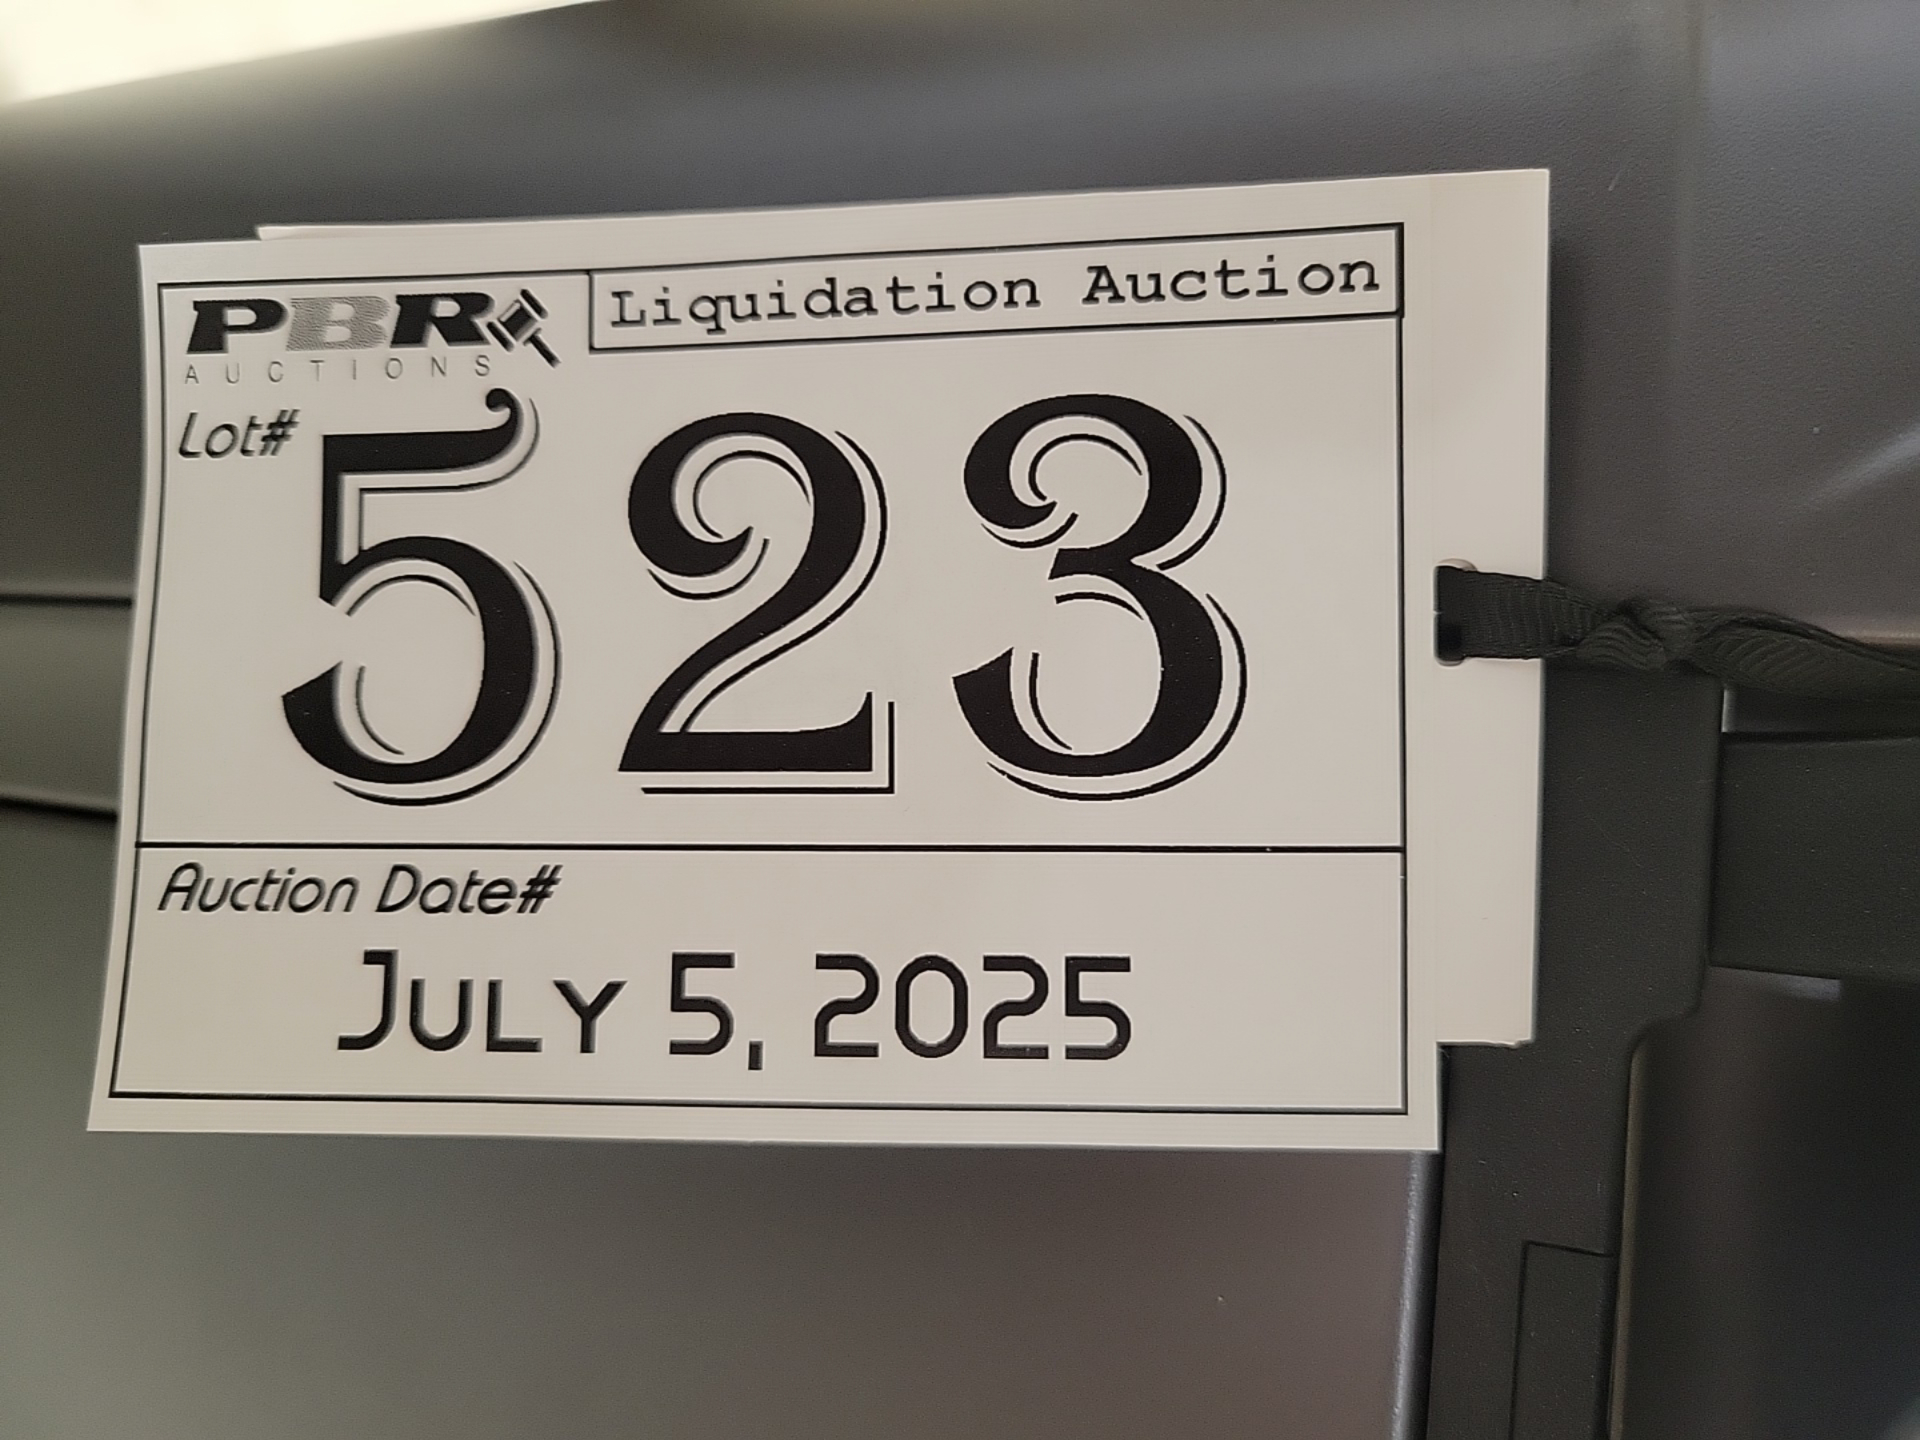 PBR
AUCTIONS
Liquidation Auction
Lot#
523
Auction Date#
July 5, 2025